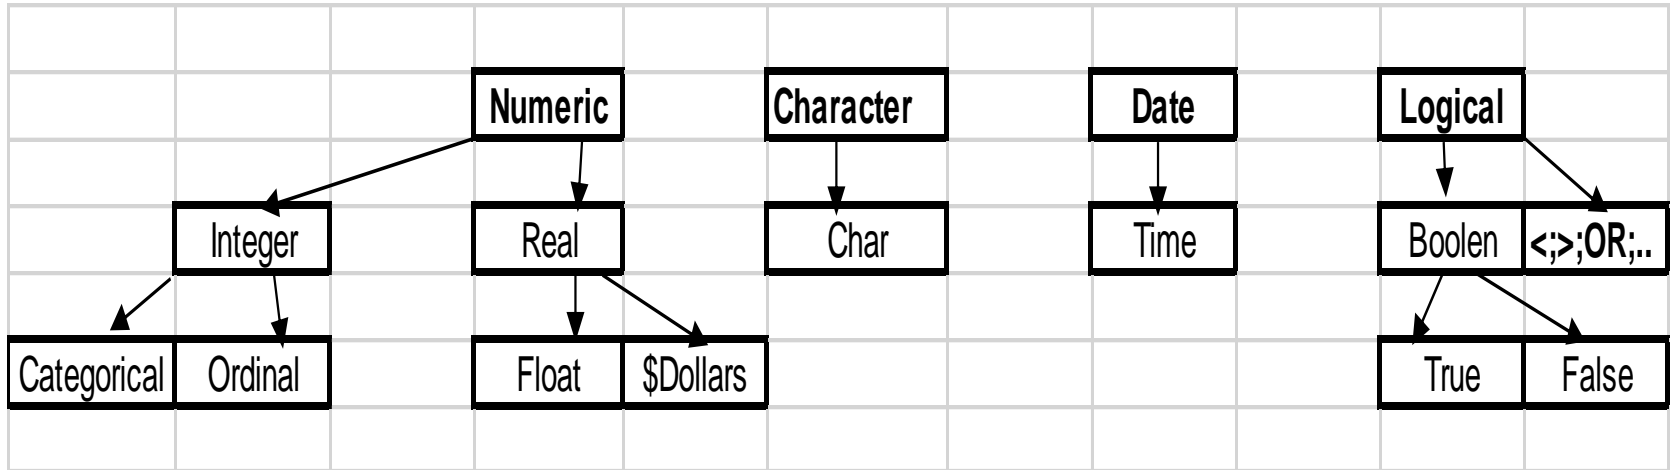 Numeric Character Date Logical
Integer Real Char Time Boolen <;>;OR;..
Categorical Ordinal Float $Dollars True False